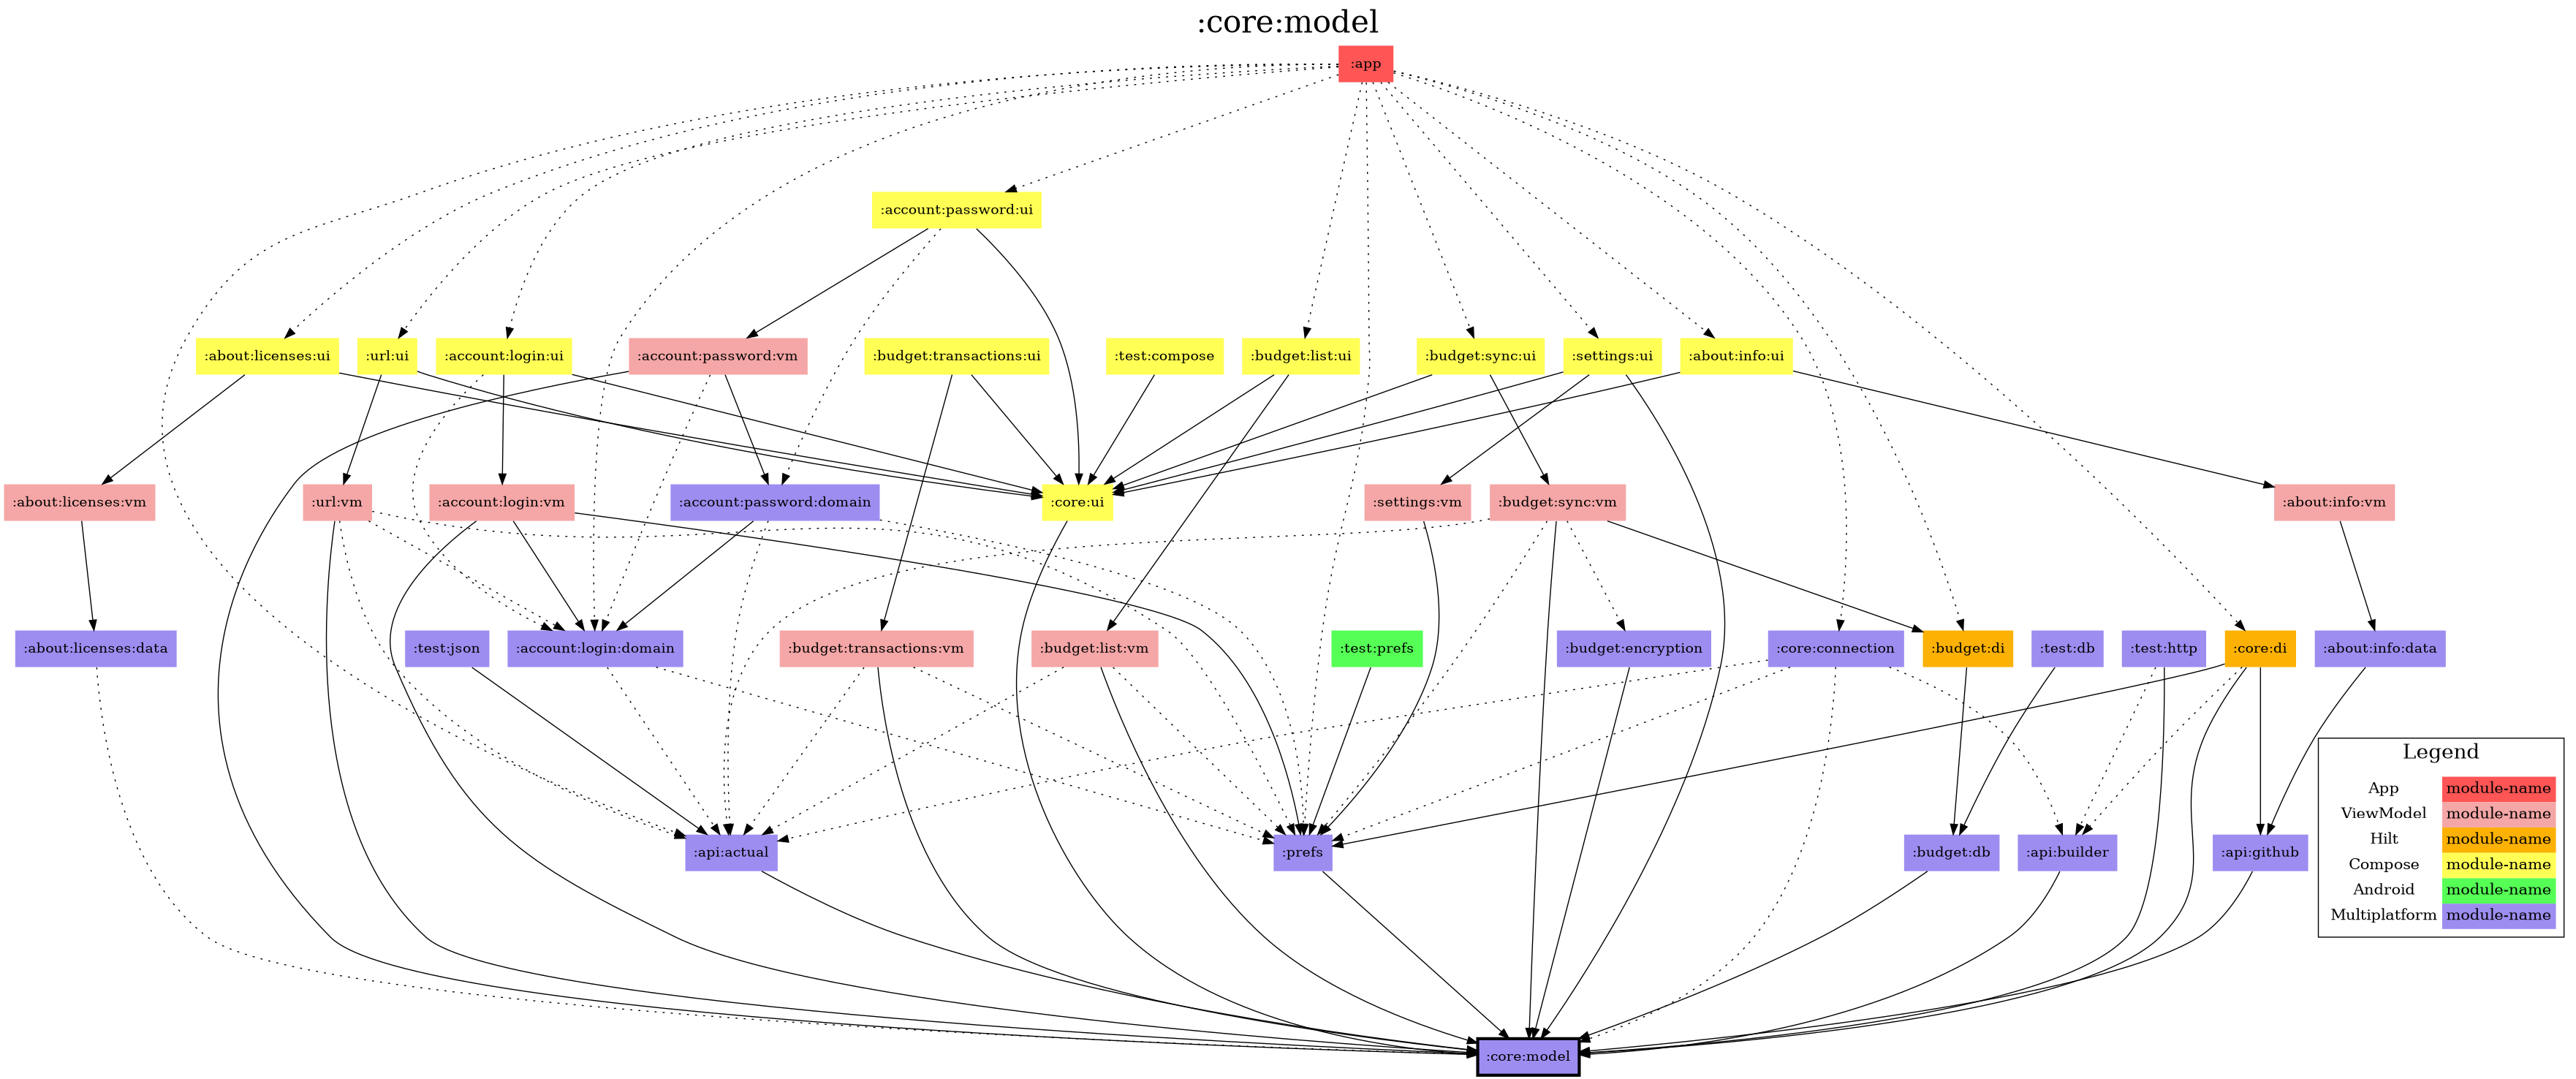 :core:model
:app
:account:password:ui
:about:licenses:ui
:url:ui
:account:login:ui
:account:password:vm
:budget:transactions:ui
:test:compose
:budget:list:ui
:budget:sync:ui
:settings:ui
:about:info:ui
:about:licenses:vm
:url:vm
:account:login:vm
:account:password:domain
:core:ui
:settings:vm
:budget:sync:vm
:about:info:vm
:about:licenses:data
:test:json
:account:login:domain
:budget:transactions:vm
:budget:list:vm
:test:prefs
:budget:encryption
:core:connection
:budget:di
:test:db
:test:http
:core:di
:about:info:data
:api:actual
:prefs
:budget:db
:api:builder
:api:github
Legend
App module-name
ViewModel module-name
Hilt module-name
Compose module-name
Android module-name
Multiplatform module-name
:core:model